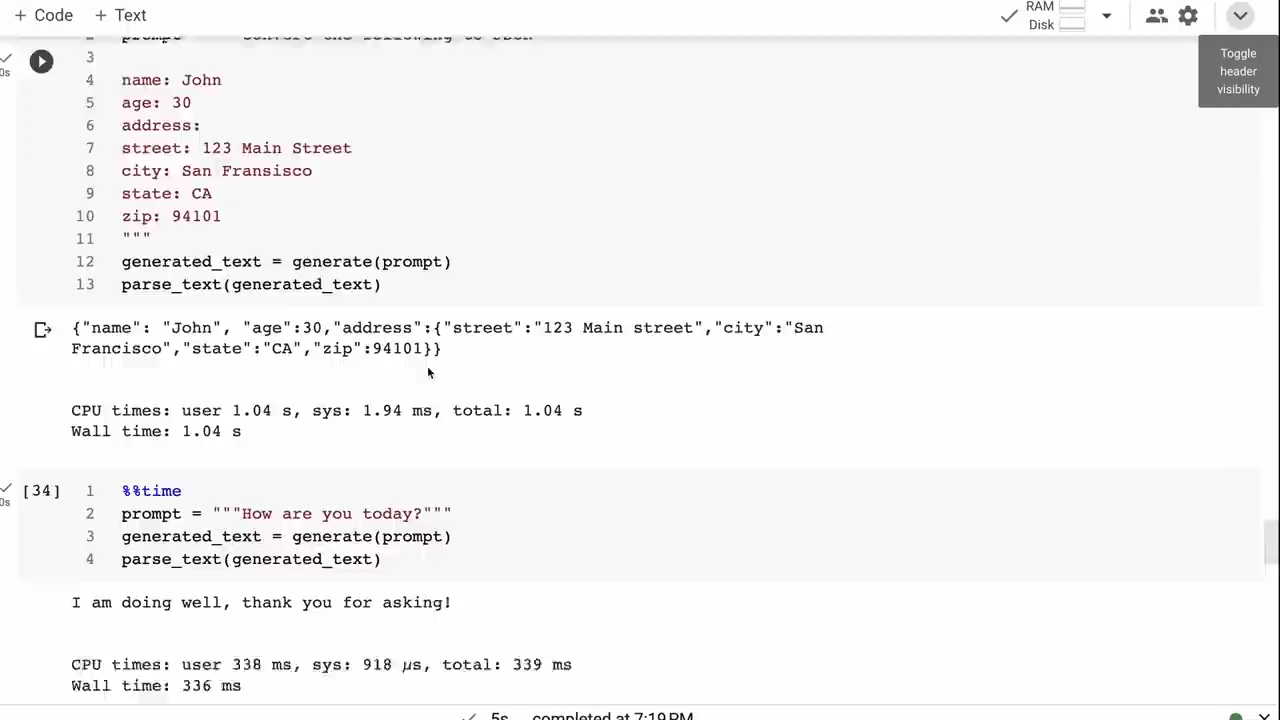 + Code + Text
RAM
Disk
Toggle
header
visibility
2 prompt
3
0s
4 name: John
5 age: 30
6 address:
7 street: 123 Main Street
8 city: San Fransisco
9 state: CA
10 zip: 94101
11 """
12 generated_text = generate(prompt)
13 parse_text(generated_text)
{"name": "John", "age":30,"address":{"street":"123 Main street","city":"San
Francisco","state":"CA","zip":94101}}
CPU times: user 1.04 s, sys: 1.94 ms, total: 1.04 s
Wall time: 1.04 s
[34] 1 %%time
0s
2 prompt = """How are you today?"""
3 generated_text = generate(prompt)
4 parse_text(generated_text)
I am doing well, thank you for asking!
CPU times: user 338 ms, sys: 918 µs, total: 339 ms
Wall time: 336 ms
5s completed at 7:19 PM